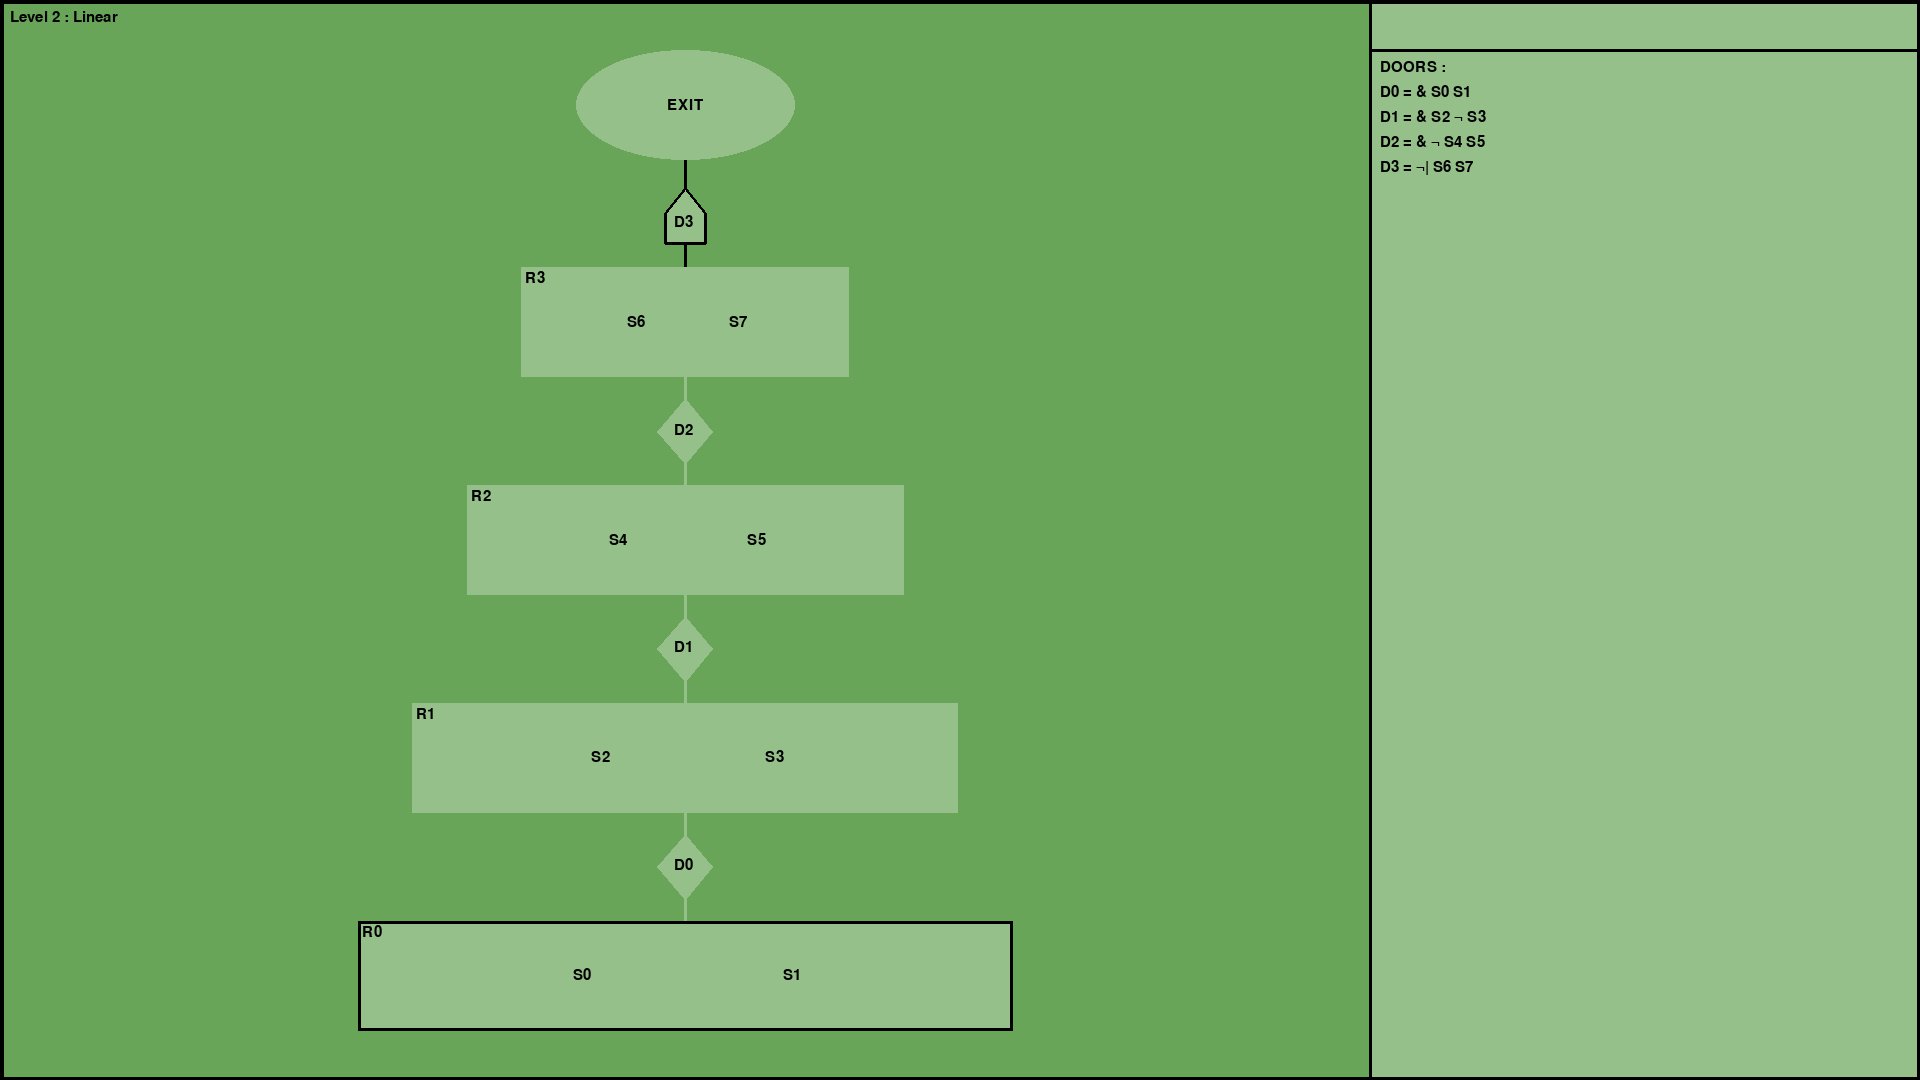 Level 2 : Linear
EXIT
D3
R3
S6 S7
D2
R2
S4 S5
D1
R1
S2 S3
D0
R0
S0 S1
DOORS :
D0 = & S0 S1
D1 = & S2 ¬ S3
D2 = & ¬ S4 S5
D3 = ¬| S6 S7